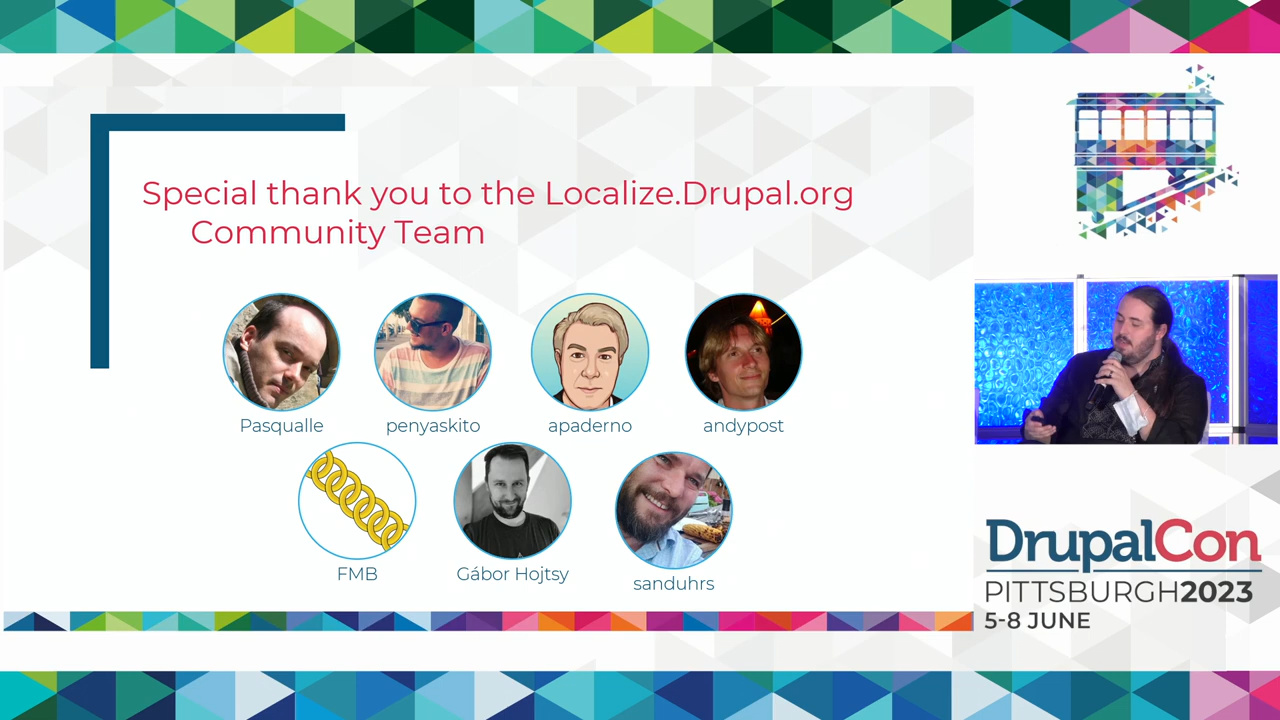 Special thank you to the Localize.Drupal.org
Community Team
Pasqualle
penyaskito
apaderno
andypost
FMB
Gábor Hojtsy
sanduhrs
DrupalCon
PITTSBURGH2023
5-8 JUNE